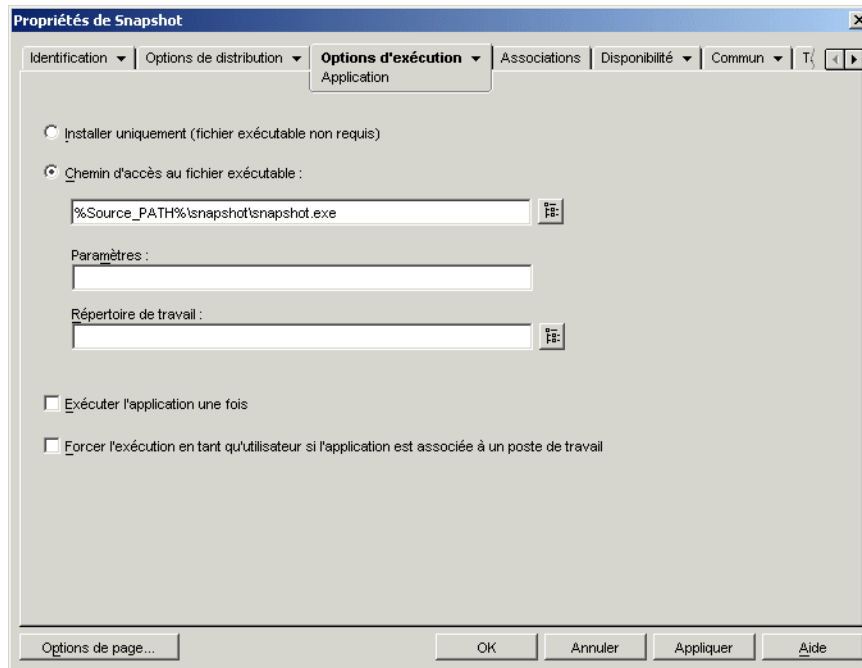 Propriétés de Snapshot
Identification Options de distribution Options d'exécution Associations Disponibilité Commun
Application
Installer uniquement (fichier exécutable non requis)
Chemin d'accès au fichier exécutable :
%Source_PATH%\snapshot\snapshot.exe
Paramètres :
Répertoire de travail :
Exécuter l'application une fois
Forcer l'exécution en tant qu'utilisateur si l'application est associée à un poste de travail
Options de page... OK Annuler Appliquer Aide